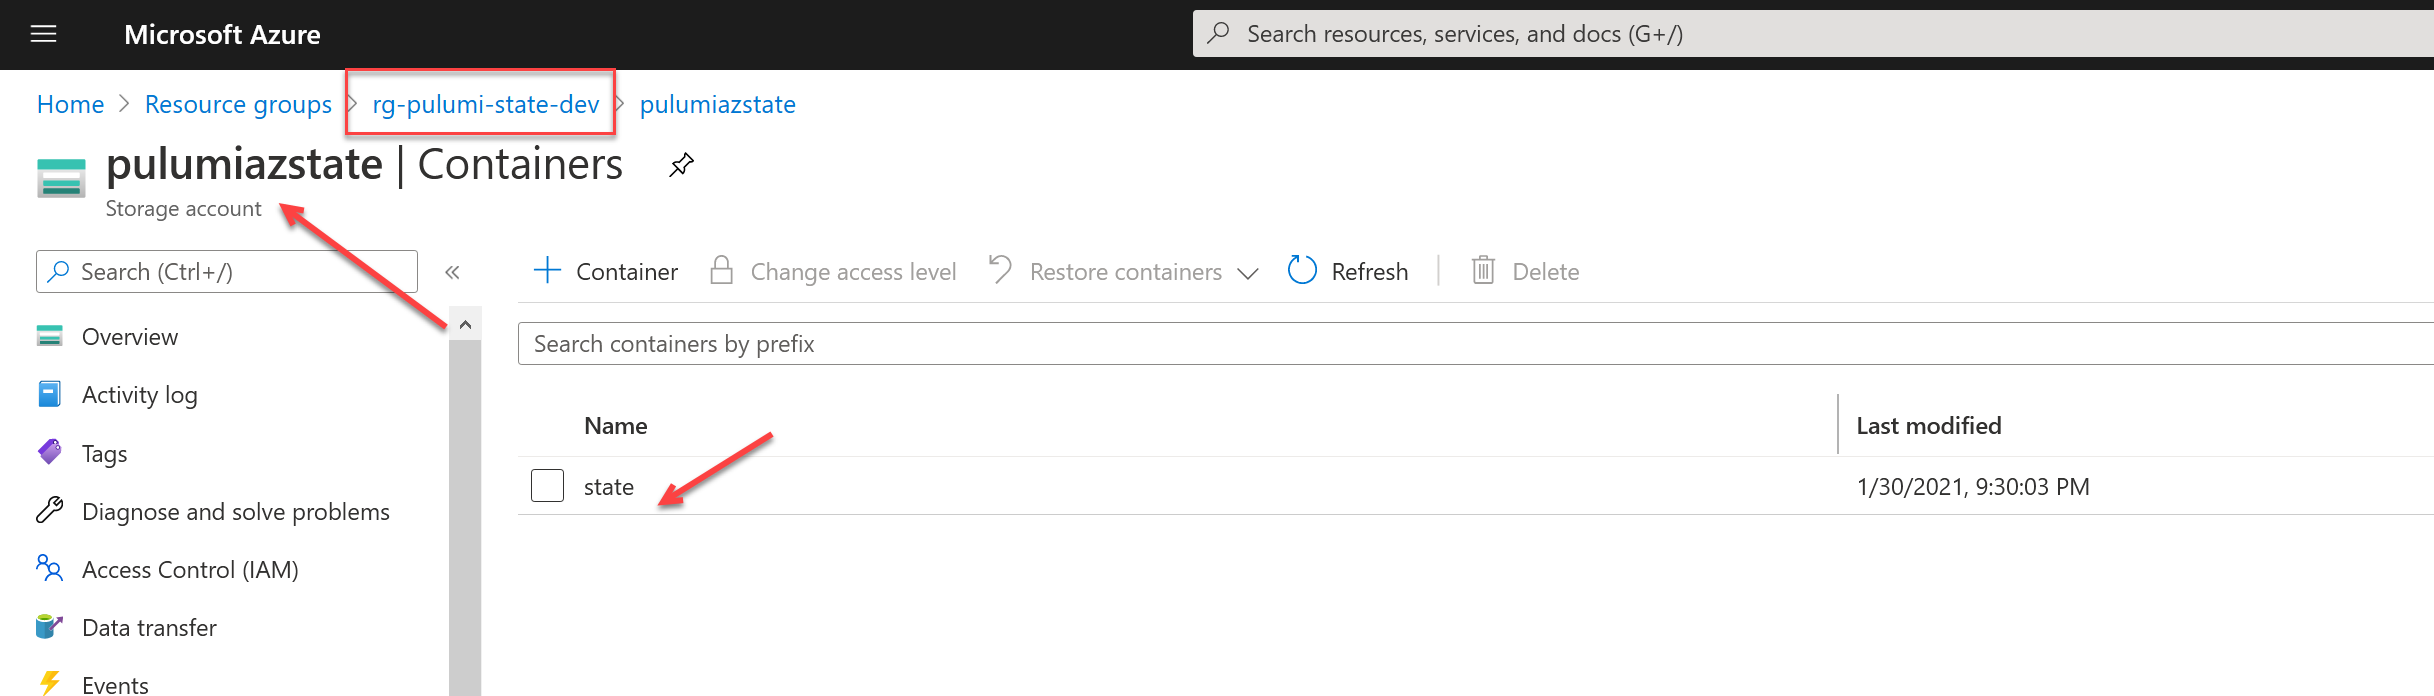 Microsoft Azure
Search resources, services, and docs (G+/)
Home > Resource groups > rg-pulumi-state-dev > pulumiazstate
pulumiazstate | Containers
Storage account
Search (Ctrl+/)
«
+ Container
Change access level
Restore containers
Refresh
Delete
Overview
Activity log
Tags
Diagnose and solve problems
Access Control (IAM)
Data transfer
Events
Search containers by prefix
Name
Last modified
state
1/30/2021, 9:30:03 PM